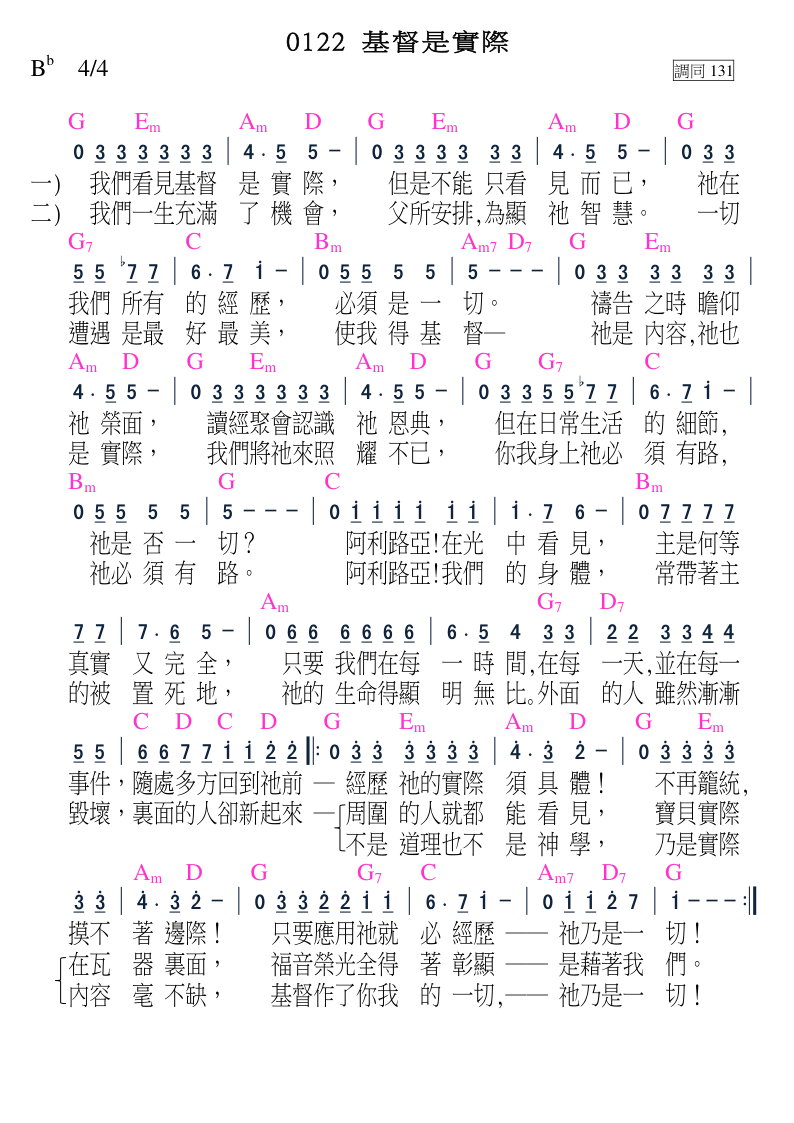 0122 基督是實際
B♭ 4/4 調同 131
G Em Am D G Em Am D G
0 3 3 3 3 3 3 | 4 · 5 5 － | 0 3 3 3 3 3 3 | 4 · 5 5 － | 0 3 3
一) 我們看見基督 是 實 際， 但是不能 只看 見 而 已， 祂在
二) 我們一生充滿 了 機 會， 父所安排,為顯 祂 智 慧。 一切
G7 C Bm Am7 D7 G Em
5 5 ♭7 7 | 6 · 7 i － | 0 5 5 5 5 | 5 － － － | 0 3 3 3 3 3 3 |
我們 所有 的 經 歷， 必須 是 一 切。 禱告 之時 瞻仰
遭遇 是最 好 最 美， 使我 得 基 督─ 祂是 內容,祂也
Am D G Em Am D G G7 C
4 · 5 5 － | 0 3 3 3 3 3 3 | 4 · 5 5 － | 0 3 3 5 5 ♭7 7 | 6 · 7 i － |
祂 榮面， 讀經聚會認識 祂 恩典， 但在日常生活 的 細節,
是 實際， 我們將祂來照 耀 不已， 你我身上祂必 須 有路,
Bm G C Bm
0 5 5 5 5 | 5 － － － | 0 i i i i i i | i · 7 6 － | 0 7 7 7 7
祂是 否 一 切? 阿利路亞!在光 中 看 見， 主是何等
祂必 須 有 路。 阿利路亞!我們 的 身 體， 常帶著主
Am G7 D7
7 7 | 7 · 6 5 － | 0 6 6 6 6 6 6 | 6 · 5 4 3 3 | 2 2 3 3 4 4
真實 又 完 全， 只要 我們在每 一 時 間,在每 一天,並在每一
的被 置 死 地， 祂的 生命得顯 明 無 比。外面 的人 雖然漸漸
C D C D G Em Am D G Em
5 5 | 6 6 7 7 i i 2̇ 2̇ ‖: 0 3̇ 3̇ 3̇ 3̇ 3̇ 3̇ | 4̇ · 3̇ 2̇ － | 0 3̇ 3̇ 3̇ 3̇
事件，隨處多方回到祂前 ─ 經歷 祂的實際 須 具 體! 不再籠統,
毀壞，裏面的人卻新起來 ─ 周圍 的人就都 能 看 見， 寶貝實際
不是 道理也不 是 神 學， 乃是實際
Am D G G7 C Am7 D7 G
3̇ 3̇ | 4̇ · 3̇ 2̇ － | 0 3̇ 3̇ 2̇ 2̇ i i | 6 · 7 i － | 0 i i 2̇ 7 | i － － － :‖
摸不 著 邊際! 只要應用祂就 必 經歷 ── 祂乃是一 切!
在瓦 器 裏面， 福音榮光全得 著 彰顯 ── 是藉著我 們。
內容 毫 不缺， 基督作了你我 的 一切,── 祂乃是一 切!